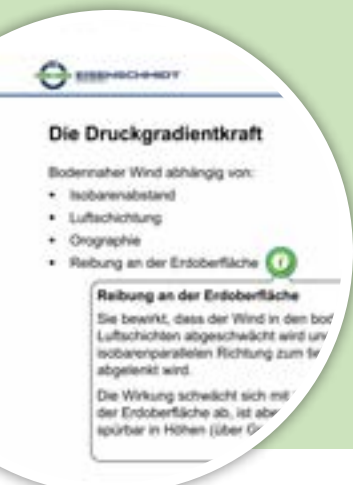 EISENSCHMIDT
Die Druckgradientkraft
Bodennaher Wind abhängig von:
• Isobarenabstand
• Luftschichtung
• Orographie
• Reibung an der Erdoberfläche
i
Reibung an der Erdoberfläche
Sie bewirkt, dass der Wind in den bod
Luftschichten abgeschwächt wird un
isobarenparallelen Richtung zum
abgelenkt wird.
Die Wirkung schwächt sich mit
der Erdoberfläche ab, ist aber
spürbar in Höhen (über